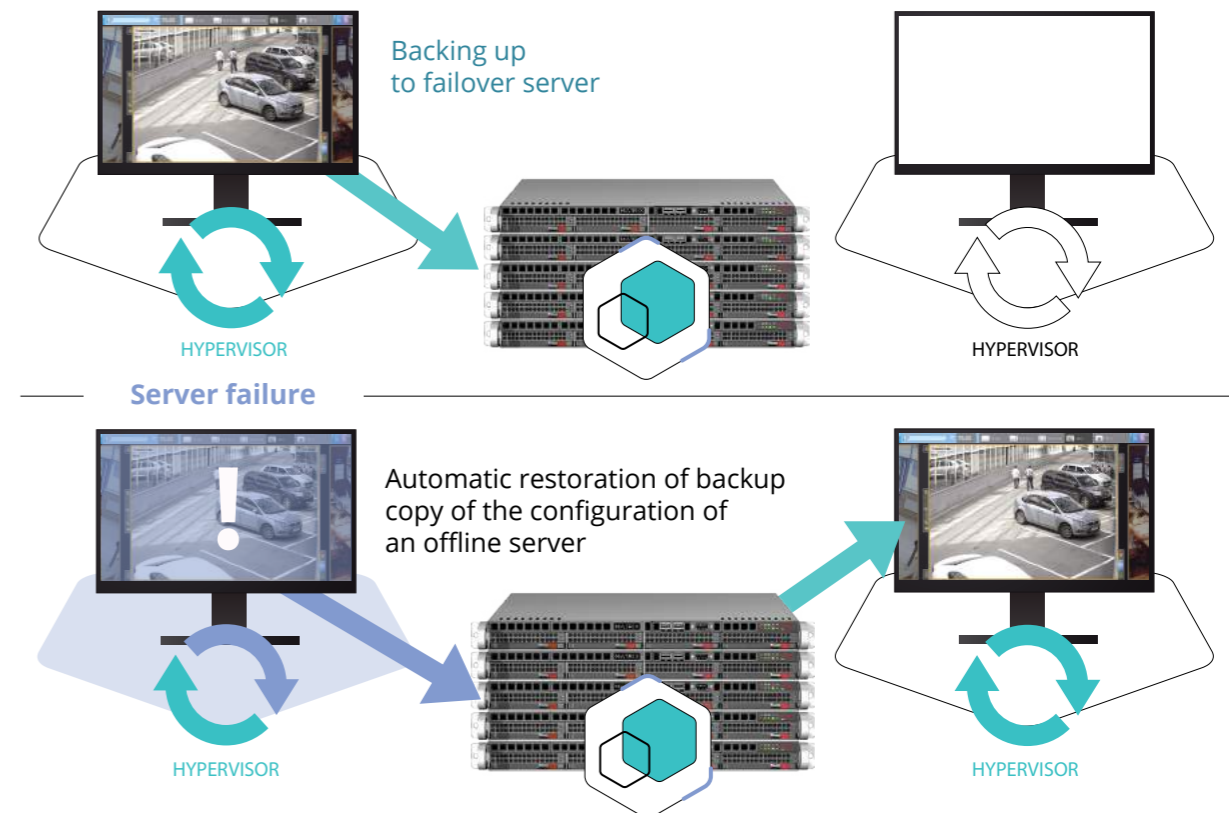 Backing up
to failover server
HYPERVISOR
HYPERVISOR
Server failure
Automatic restoration of backup
copy of the configuration of
an offline server
HYPERVISOR
HYPERVISOR